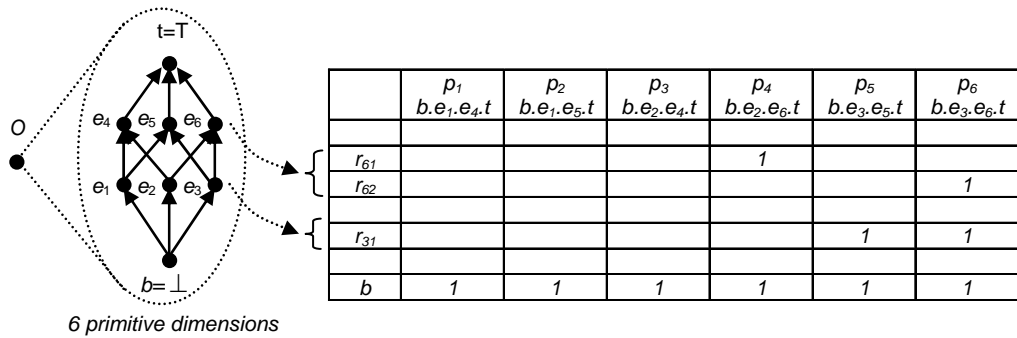 t=T
O
e4 e5 e6
e1 e2 e3
b=⊥
6 primitive dimensions
p1 p2 p3 p4 p5 p6
b.e1.e4.t b.e1.e5.t b.e2.e4.t b.e2.e6.t b.e3.e5.t b.e3.e6.t
r61 1
r62 1
r31 1 1
b 1 1 1 1 1 1